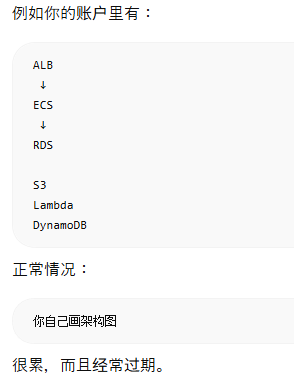 例如你的账户里有：
ALB
↓
ECS
↓
RDS
S3
Lambda
DynamoDB
正常情况：
你自己画架构图
很累，而且经常过期。